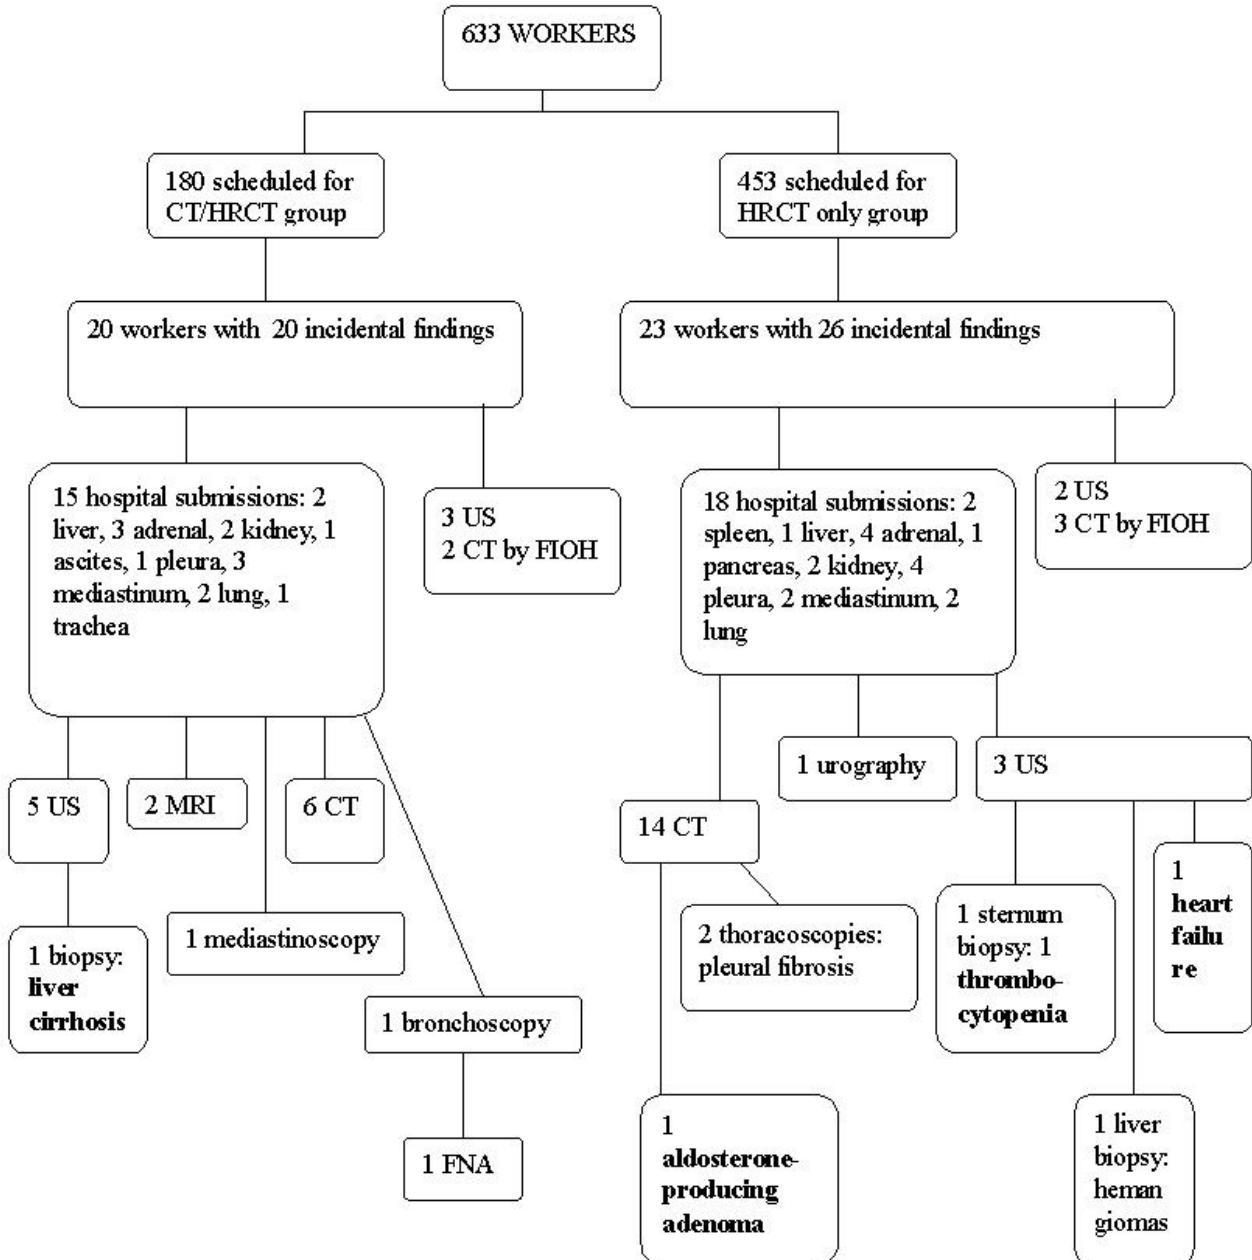 633 WORKERS
180 scheduled for
CT/HRCT group
453 scheduled for
HRCT only group
20 workers with 20 incidental findings
23 workers with 26 incidental findings
15 hospital submissions: 2
liver, 3 adrenal, 2 kidney, 1
ascites, 1 pleura, 3
mediastinum, 2 lung, 1
trachea
3 US
2 CT by FIOH
18 hospital submissions: 2
spleen, 1 liver, 4 adrenal, 1
pancreas, 2 kidney, 4
pleura, 2 mediastinum, 2
lung
2 US
3 CT by FIOH
5 US
2 MRI
6 CT
1 urography
3 US
14 CT
1 biopsy:
liver
cirrhosis
1 mediastinoscopy
1 bronchoscopy
1 FNA
2 thoracoscopies:
pleural fibrosis
1 sternum
biopsy: 1
thrombo-
cytopenia
1
heart
failu
re
1
aldosterone-
producing
adenoma
1 liver
biopsy:
heman
giomas